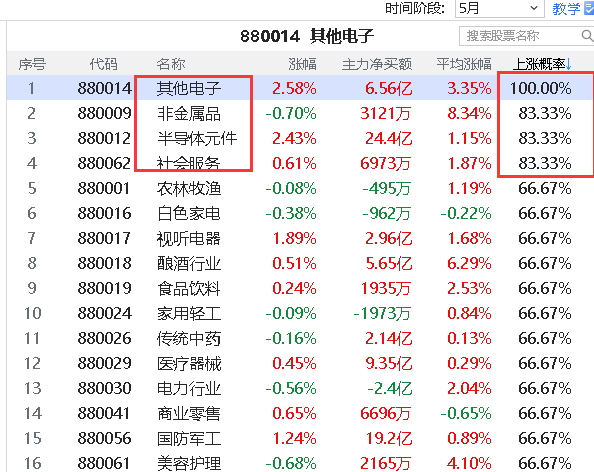 时间阶段: 5月 教学
880014 其他电子 搜索股票名称
序号 代码 名称 涨幅 主力净买额 平均涨幅 上涨概率↓
1 880014 其他电子 2.58% 6.56亿 3.35% 100.00%
2 880009 非金属品 -0.70% 3121万 8.34% 83.33%
3 880012 半导体元件 2.43% 24.4亿 1.15% 83.33%
4 880062 社会服务 0.61% 6973万 1.87% 83.33%
5 880001 农林牧渔 -0.08% -495万 1.19% 66.67%
6 880016 白色家电 -0.38% -962万 -0.22% 66.67%
7 880017 视听电器 1.89% 2.96亿 1.68% 66.67%
8 880018 酿酒行业 0.51% 5.65亿 6.29% 66.67%
9 880019 食品饮料 0.24% 1935万 2.53% 66.67%
10 880024 家用轻工 -0.09% -1973万 0.84% 66.67%
11 880026 传统中药 -0.16% 2.14亿 0.13% 66.67%
12 880029 医疗器械 0.45% 9.35亿 0.29% 66.67%
13 880030 电力行业 -0.56% -2.4亿 2.04% 66.67%
14 880041 商业零售 0.65% 6696万 -0.65% 66.67%
15 880056 国防军工 1.24% 19.2亿 0.89% 66.67%
16 880061 美容护理 -0.68% 2165万 4.10% 66.67%